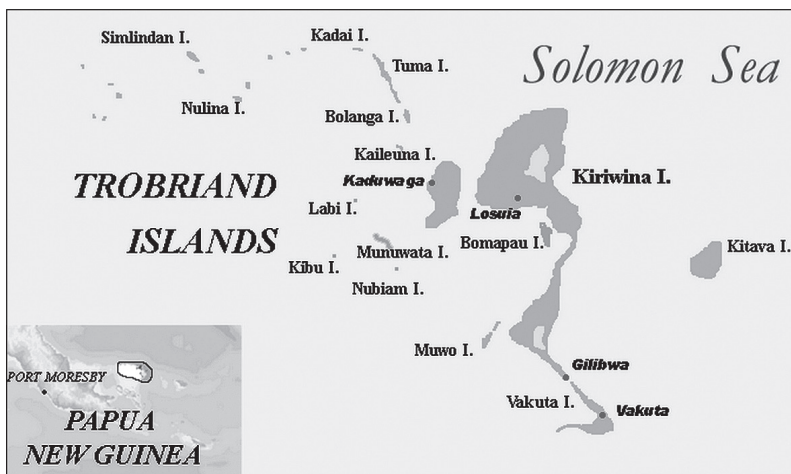 Simlindan I.
Kadai I.
Tuma I.
Solomon Sea
Nulina I.
Bolanga I.
Kaileuna I.
TROBRIAND
ISLANDS
Kaduwaga
Kiriwina I.
Labi I.
Losuia
Bomapau I.
Kitava I.
Munuwata I.
Kibu I.
Nubiam I.
Muwo I.
Gilibwa
Vakuta I.
Vakuta
PORT MORESBY
PAPUA
NEW GUINEA